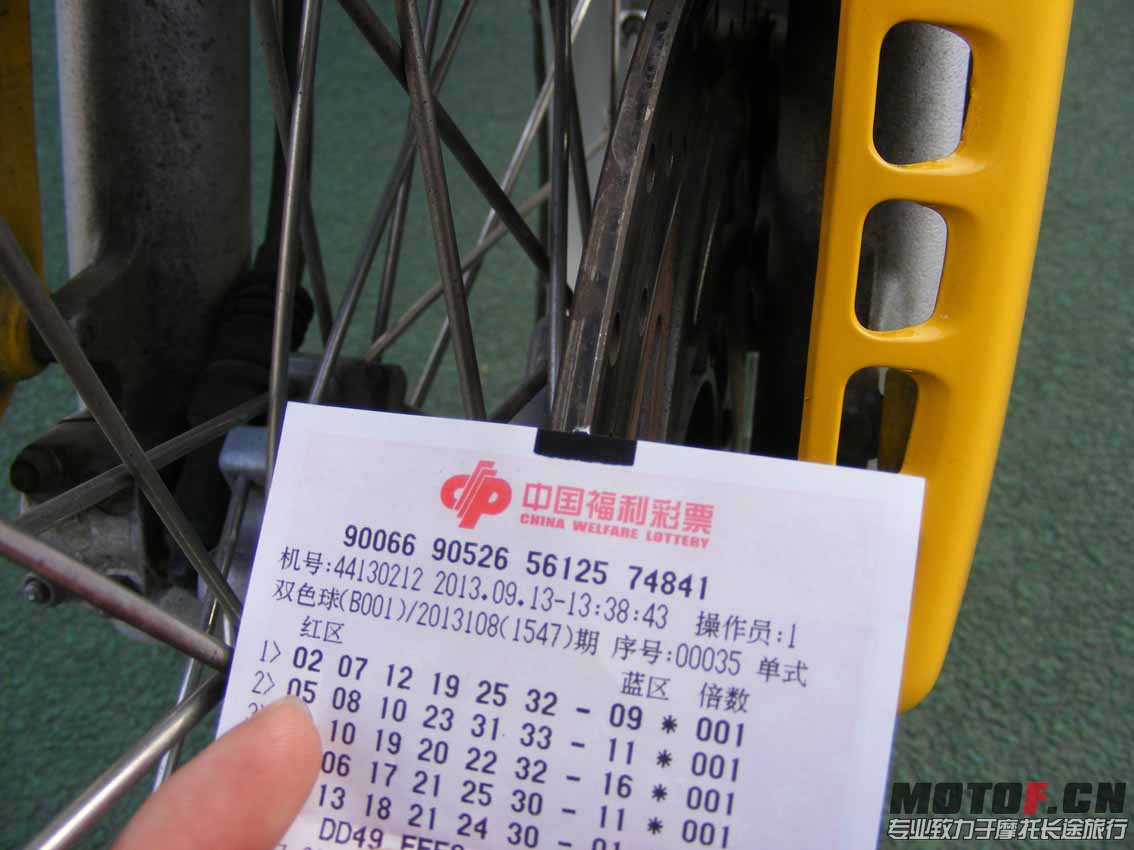 中国福利彩票
CHINA WELFARE LOTTERY
90066 90526 56125 74841
机号:44130212 2013.09.13-13:38:43 操作员:1
双色球(B001)/2013108(1547)期 序号:00035 单式
红区 蓝区 倍数
1> 02 07 12 19 25 32 - 09 * 001
2> 05 08 10 23 31 33 - 11 * 001
10 19 20 22 32 - 16 * 001
06 17 21 25 30 - 11 * 001
13 18 21 24 30 - 01
DD49
MOTOF.CN
专业致力于摩托长途旅行